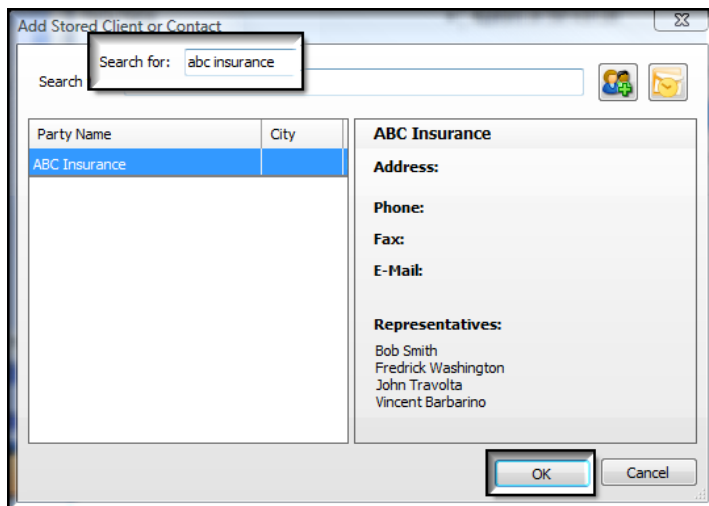 Add Stored Client or Contact
Search for: abc insurance
Search
Party Name City
ABC Insurance
ABC Insurance
Address:
Phone:
Fax:
E-Mail:
Representatives:
Bob Smith
Fredrick Washington
John Travolta
Vincent Barbarino
OK Cancel